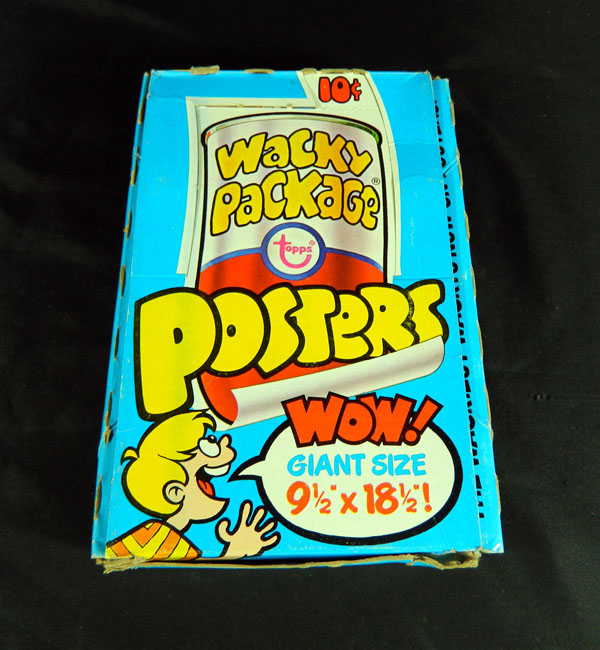 10¢
Wacky
Package®
topps®
POSTERS
WOW!
GIANT SIZE
9½" x 18½"!